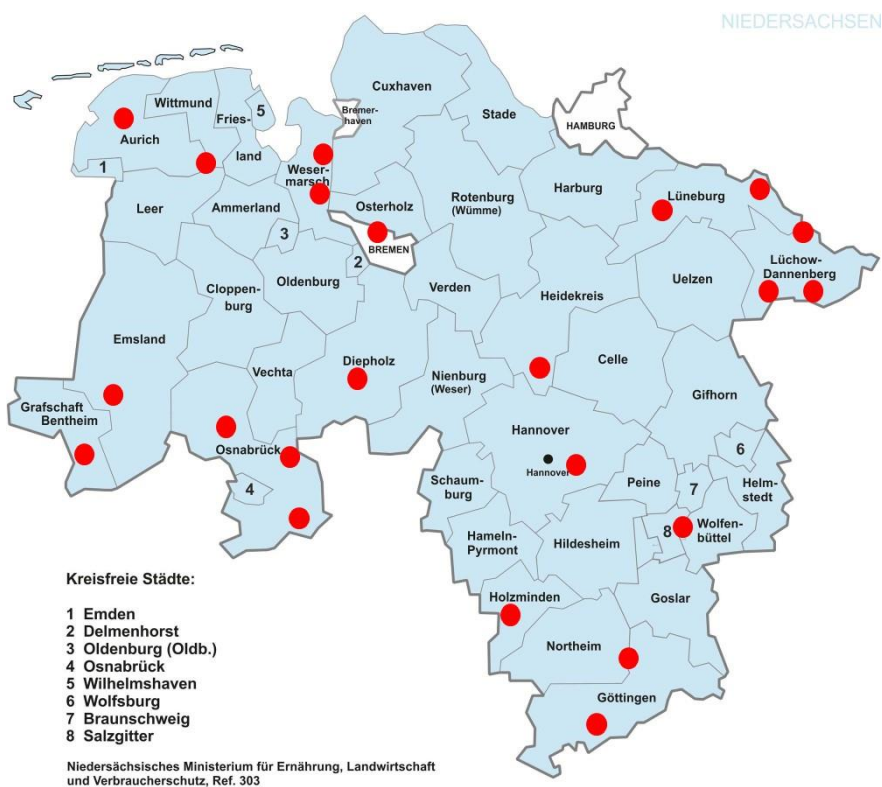 NIEDERSACHSEN
Cuxhaven
Wittmund
Fries-
land
5
Bremer-
haven
Stade
HAMBURG
Aurich
1
Weser-
marsch
Harburg
Lüneburg
Leer
Ammerland
Osterholz
Rotenburg
(Wümme)
3
BREMEN
2
Oldenburg
Lüchow-
Dannenberg
Uelzen
Cloppen-
burg
Verden
Heidekreis
Emsland
Vechta
Diepholz
Nienburg
(Weser)
Celle
Gifhorn
Grafschaft
Bentheim
Osnabrück
Hannover
Hannover
6
4
Schaum-
burg
Peine
7
Helm-
stedt
8
Wolfen-
büttel
Hameln-
Pyrmont
Hildesheim
Holzminden
Goslar
Northeim
Göttingen
Kreisfreie Städte:
1 Emden
2 Delmenhorst
3 Oldenburg (Oldb.)
4 Osnabrück
5 Wilhelmshaven
6 Wolfsburg
7 Braunschweig
8 Salzgitter
Niedersächsisches Ministerium für Ernährung, Landwirtschaft
und Verbraucherschutz, Ref. 303